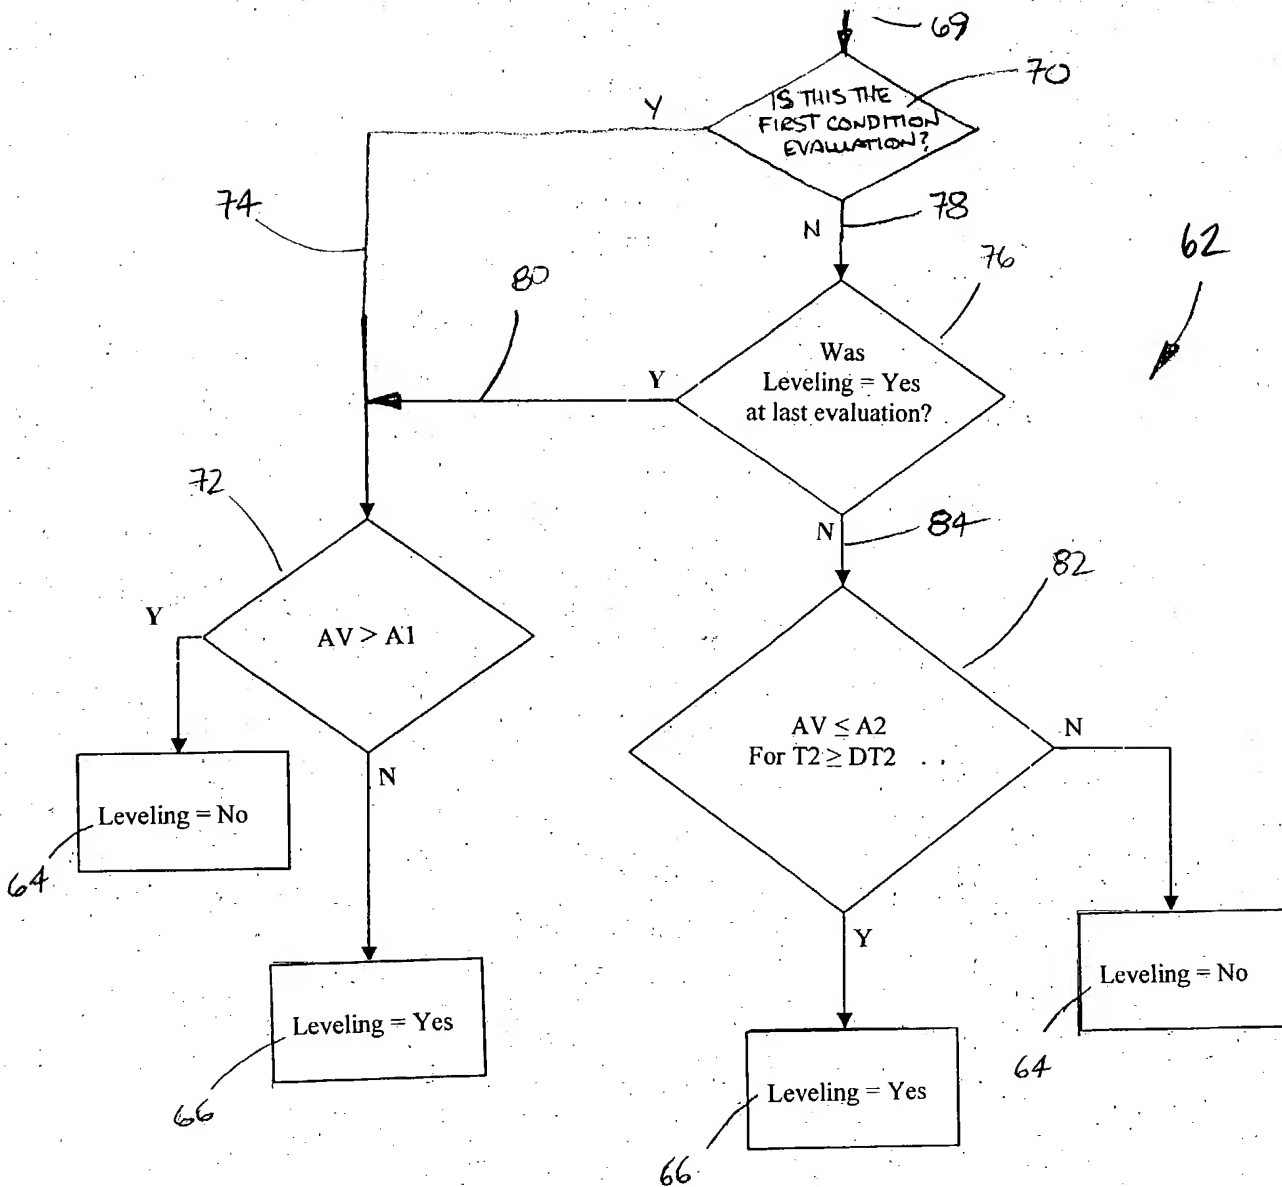 69
70
IS THIS THE
FIRST CONDITION
EVALUATION?
Y
74
78
N
62
76
80
Was
Leveling = Yes
at last evaluation?
Y
72
N
84
82
Y
AV > A1
AV ≤ A2
For T2 ≥ DT2
N
N
Leveling = No
64
Y
Leveling = No
64
Leveling = Yes
66
Leveling = Yes
66